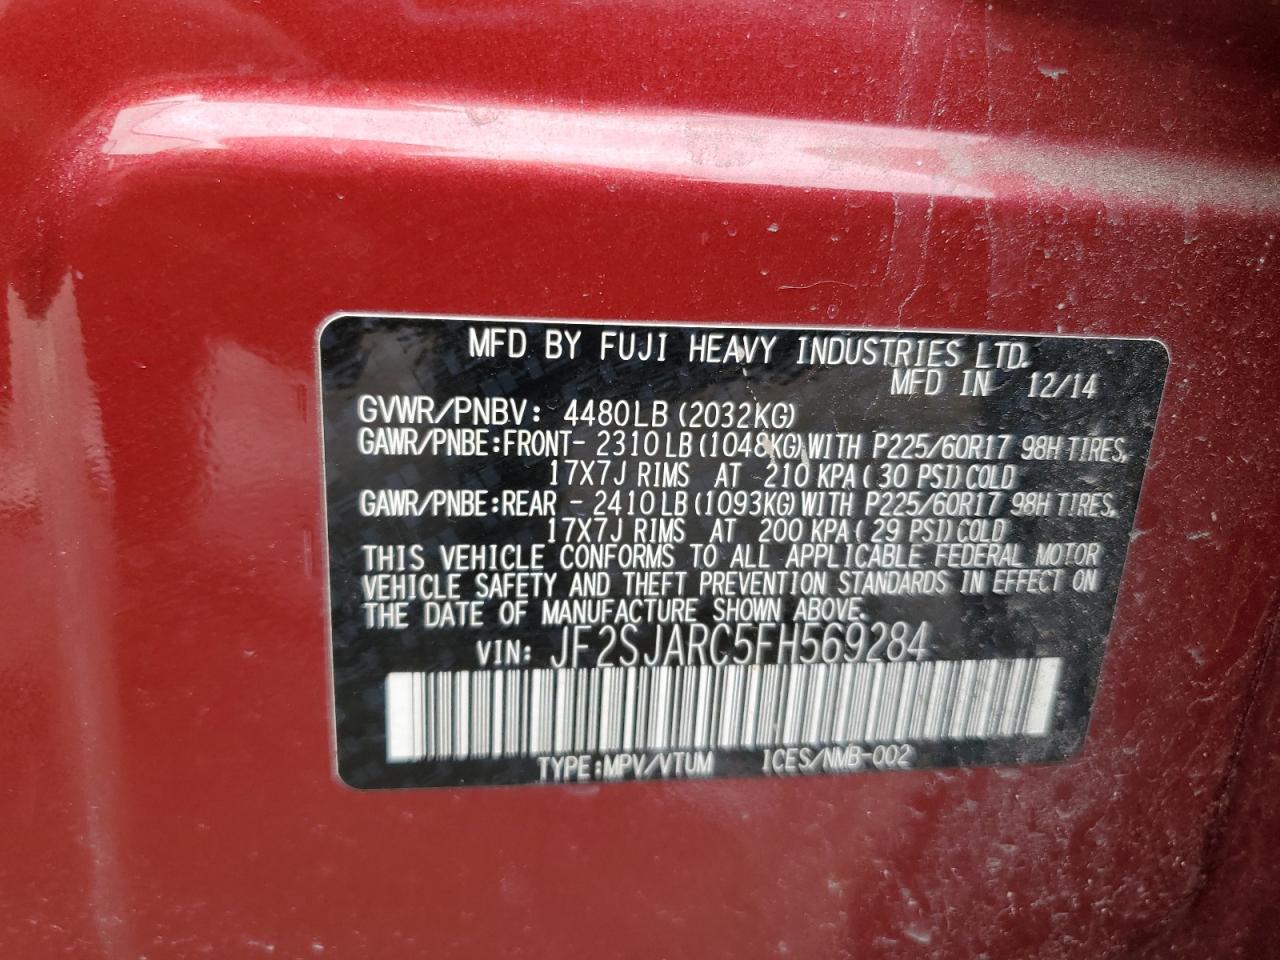 MFD BY FUJI HEAVY INDUSTRIES LTD.
MFD IN 12/14
GVWR/PNBV: 4480LB (2032KG)
GAWR/PNBE:FRONT- 2310LB(1048KG)WITH P225/60R17 98H TIRES,
17X7J RIMS AT 210 KPA( 30 PSI)COLD
GAWR/PNBE:REAR - 2410LB(1093KG)WITH P225/60R17 98H TIRES,
17X7J RIMS AT 200 KPA( 29 PSI)COLD
THIS VEHICLE CONFORMS TO ALL APPLICABLE FEDERAL MOTOR
VEHICLE SAFETY AND THEFT PREVENTION STANDARDS IN EFFECT ON
THE DATE OF MANUFACTURE SHOWN ABOVE.
VIN: JF2SJARC5FH569284
TYPE:MPV/VTUM ICES/NMB-002